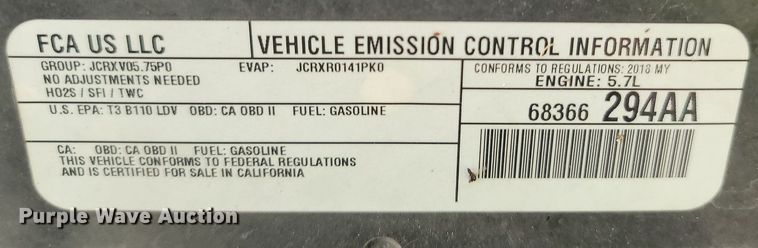 FCA US LLC
VEHICLE EMISSION CONTROL INFORMATION
GROUP: JCRXV05.75P0 EVAP: JCRXR0141PK0
NO ADJUSTMENTS NEEDED
HO2S / SFI / TWC
CONFORMS TO REGULATIONS: 2018 MY
ENGINE: 5.7L
U.S. EPA: T3 B110 LDV OBD: CA OBD II FUEL: GASOLINE
68366 294AA
CA: OBD: CA OBD II FUEL: GASOLINE
THIS VEHICLE CONFORMS TO FEDERAL REGULATIONS
AND IS CERTIFIED FOR SALE IN CALIFORNIA
Purple Wave Auction